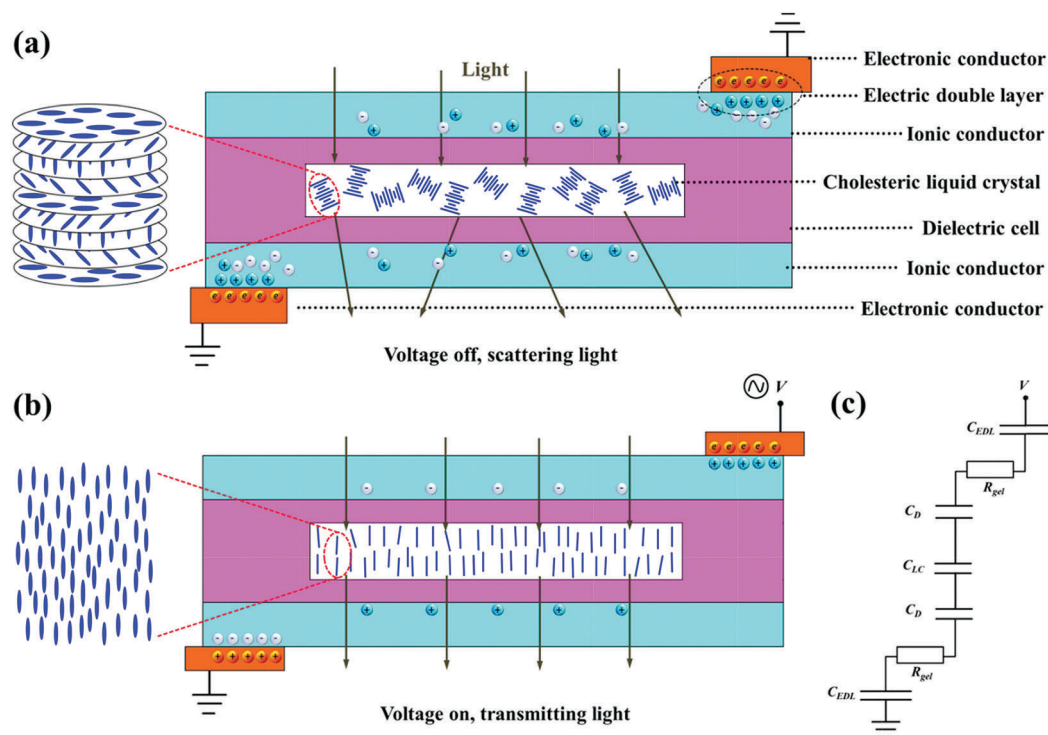 (a)
Light
Electronic conductor
Electric double layer
Ionic conductor
Cholesteric liquid crystal
Dielectric cell
Ionic conductor
Electronic conductor
Voltage off, scattering light
(b)
V
Voltage on, transmitting light
(c)
V
C_EDL
R_gel
C_D
C_LC
C_D
R_gel
C_EDL